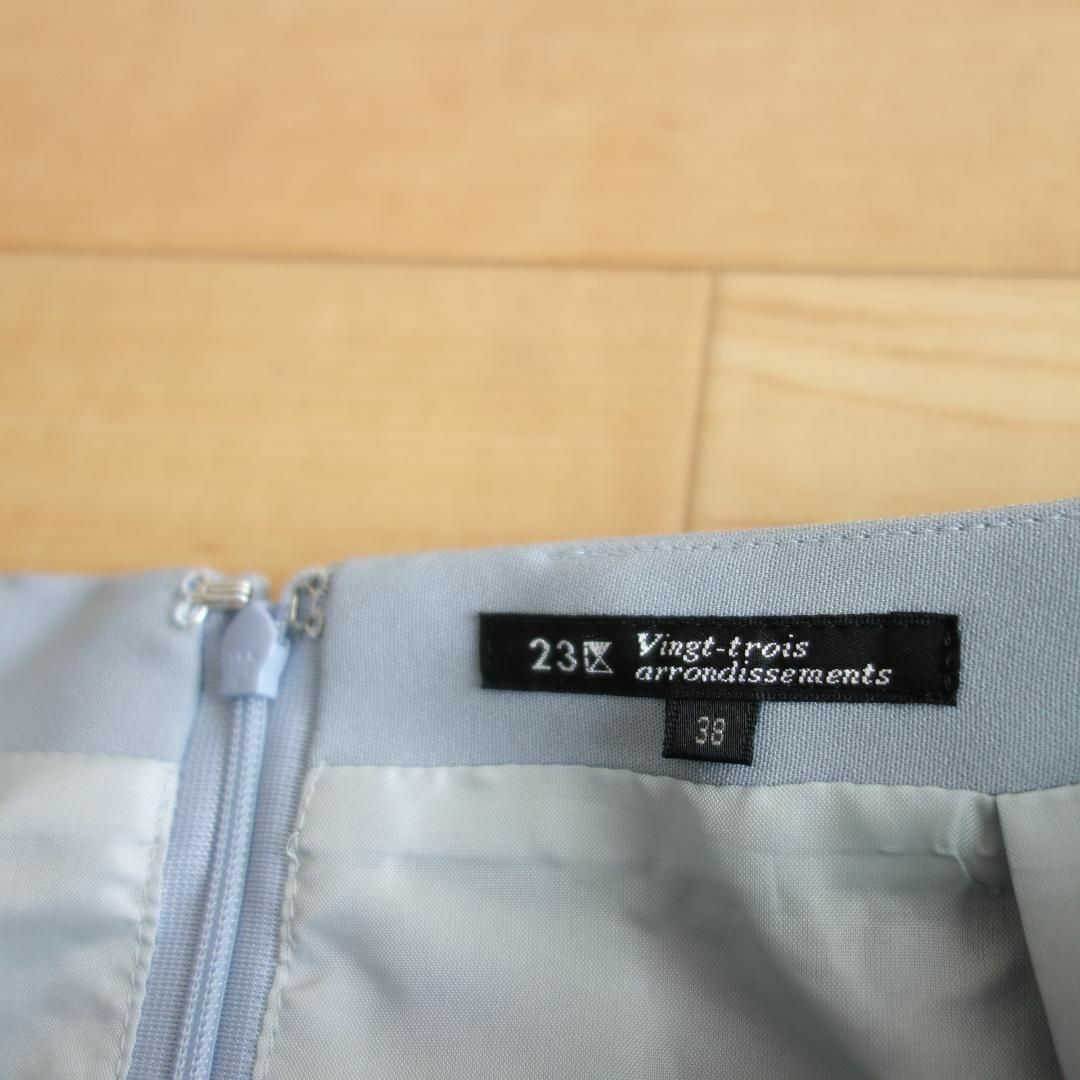 23区 Vingt-trois
arrondissements
38